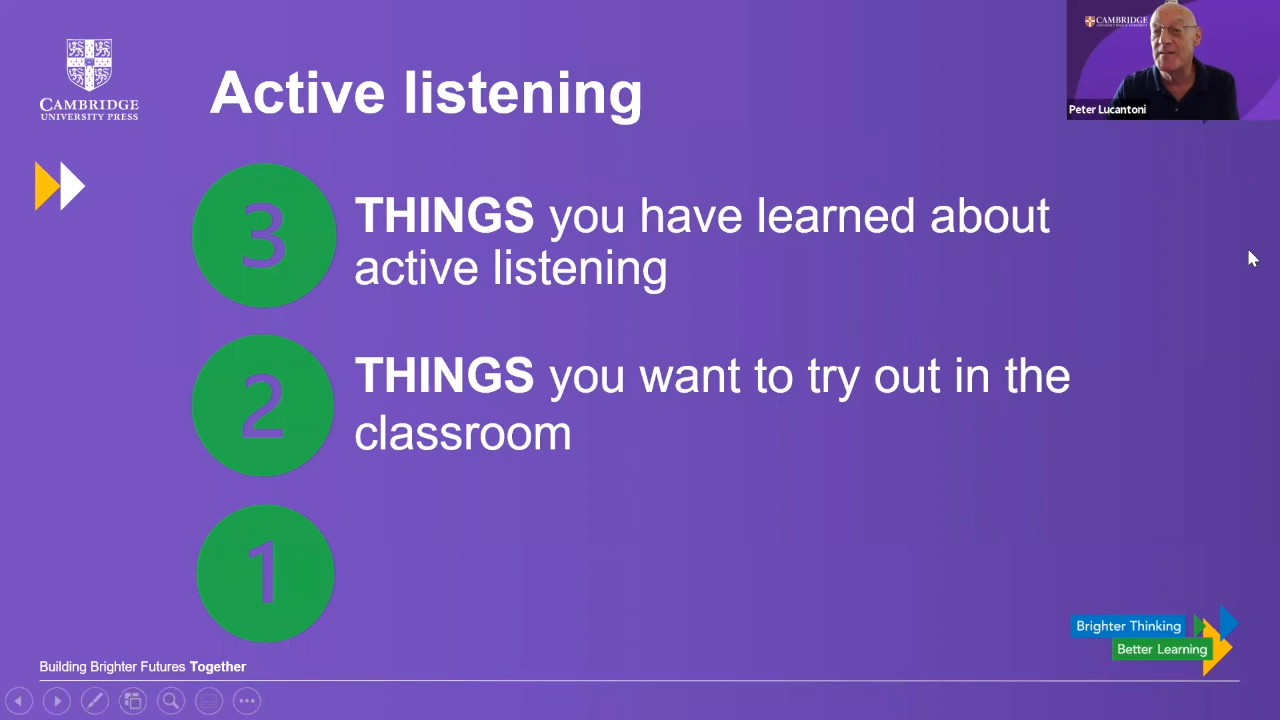 CAMBRIDGE
UNIVERSITY PRESS
Active listening
CAMBRIDGE
Peter Lucantoni
3
THINGS you have learned about
active listening
2
THINGS you want to try out in the
classroom
1
Brighter Thinking
Better Learning
Building Brighter Futures Together